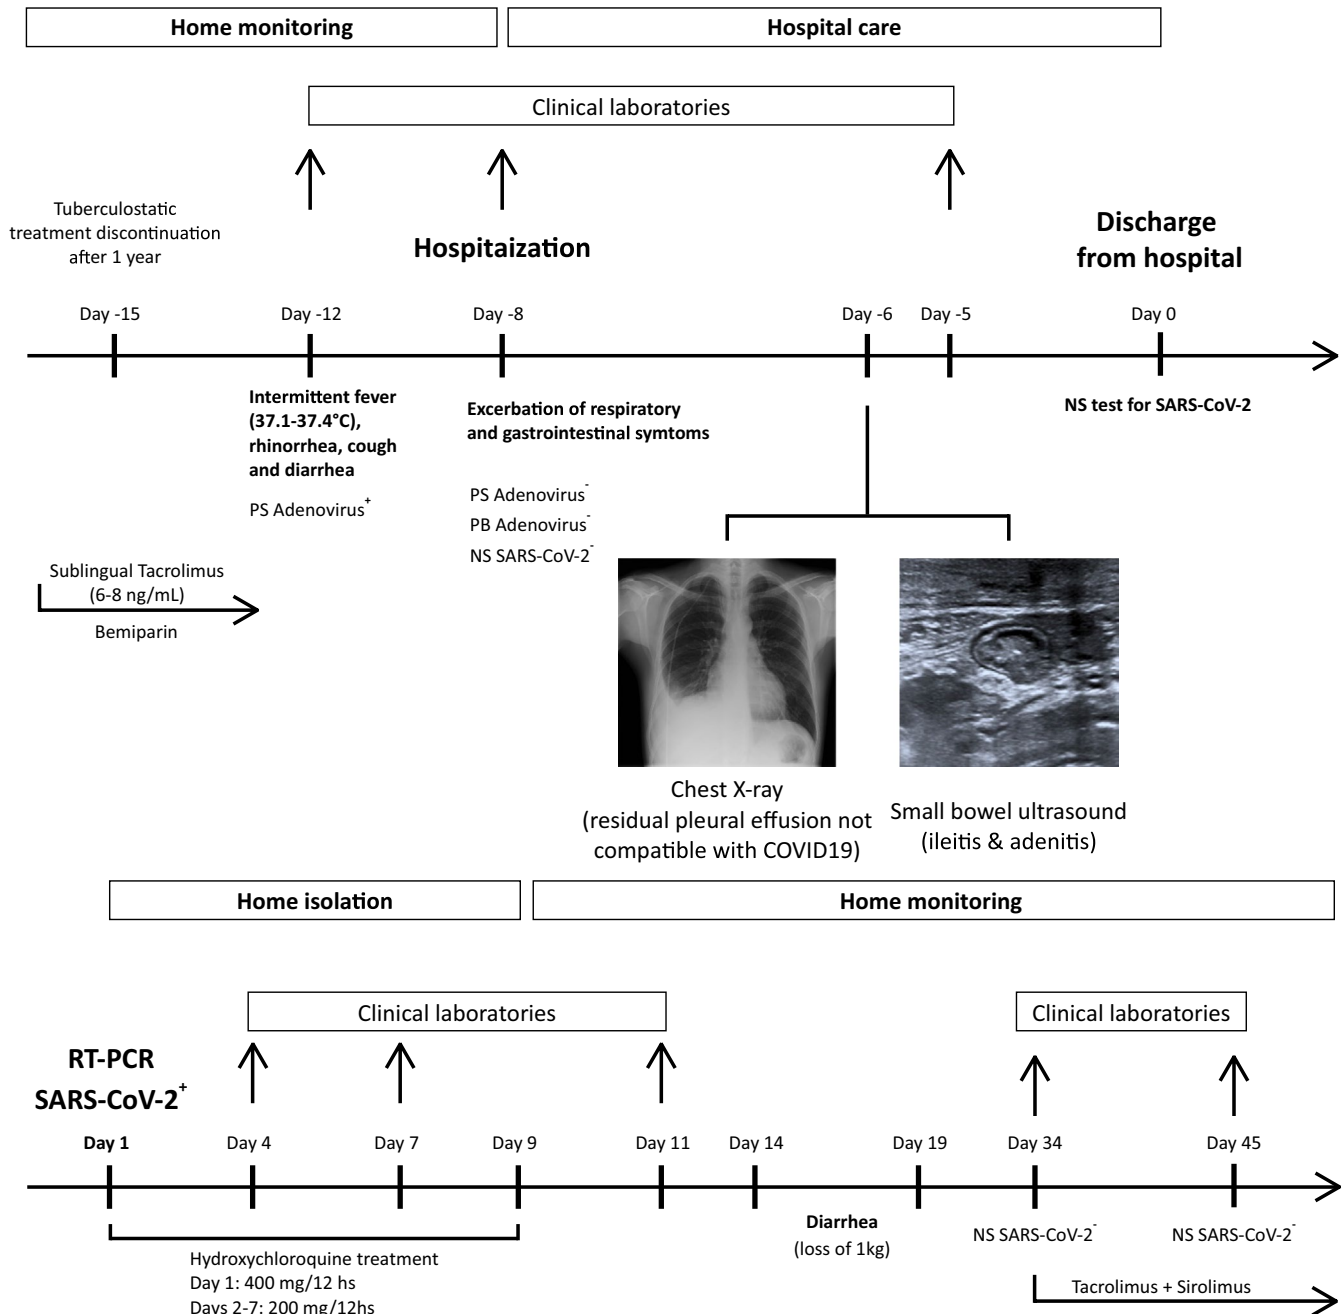 Home monitoring
Hospital care
Clinical laboratories
Tuberculostatic
treatment discontinuation
after 1 year
Hospitaization
Discharge
from hospital
Day -15
Day -12
Day -8
Day -6
Day -5
Day 0
Intermittent fever
(37.1-37.4°C),
rhinorrhea, cough
and diarrhea
PS Adenovirus+
Excerbation of respiratory
and gastrointestinal symtoms
PS Adenovirus-
PB Adenovirus-
NS SARS-CoV-2-
NS test for SARS-CoV-2
Sublingual Tacrolimus
(6-8 ng/mL)
Bemiparin
Chest X-ray
(residual pleural effusion not
compatible with COVID19)
Small bowel ultrasound
(ileitis & adenitis)
Home isolation
Home monitoring
Clinical laboratories
Clinical laboratories
RT-PCR
SARS-CoV-2+
Day 1
Day 4
Day 7
Day 9
Day 11
Day 14
Day 19
Day 34
Day 45
Diarrhea
(loss of 1kg)
NS SARS-CoV-2-
NS SARS-CoV-2-
Hydroxychloroquine treatment
Day 1: 400 mg/12 hs
Days 2-7: 200 mg/12hs
Tacrolimus + Sirolimus